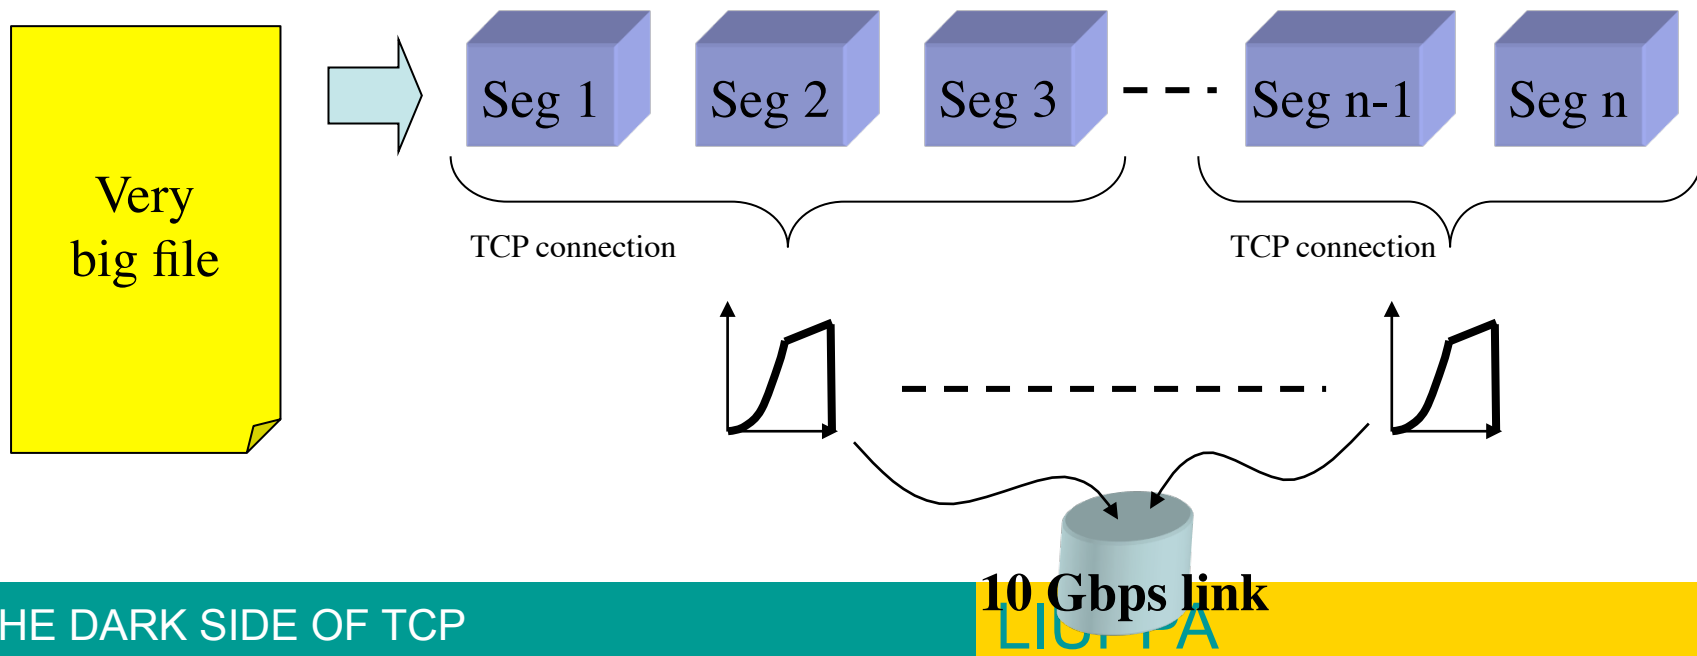 Very
big file
Seg 1
Seg 2
Seg 3
Seg n-1
Seg n
TCP connection
TCP connection
10 Gbps link
HE DARK SIDE OF TCP
LIUPPA